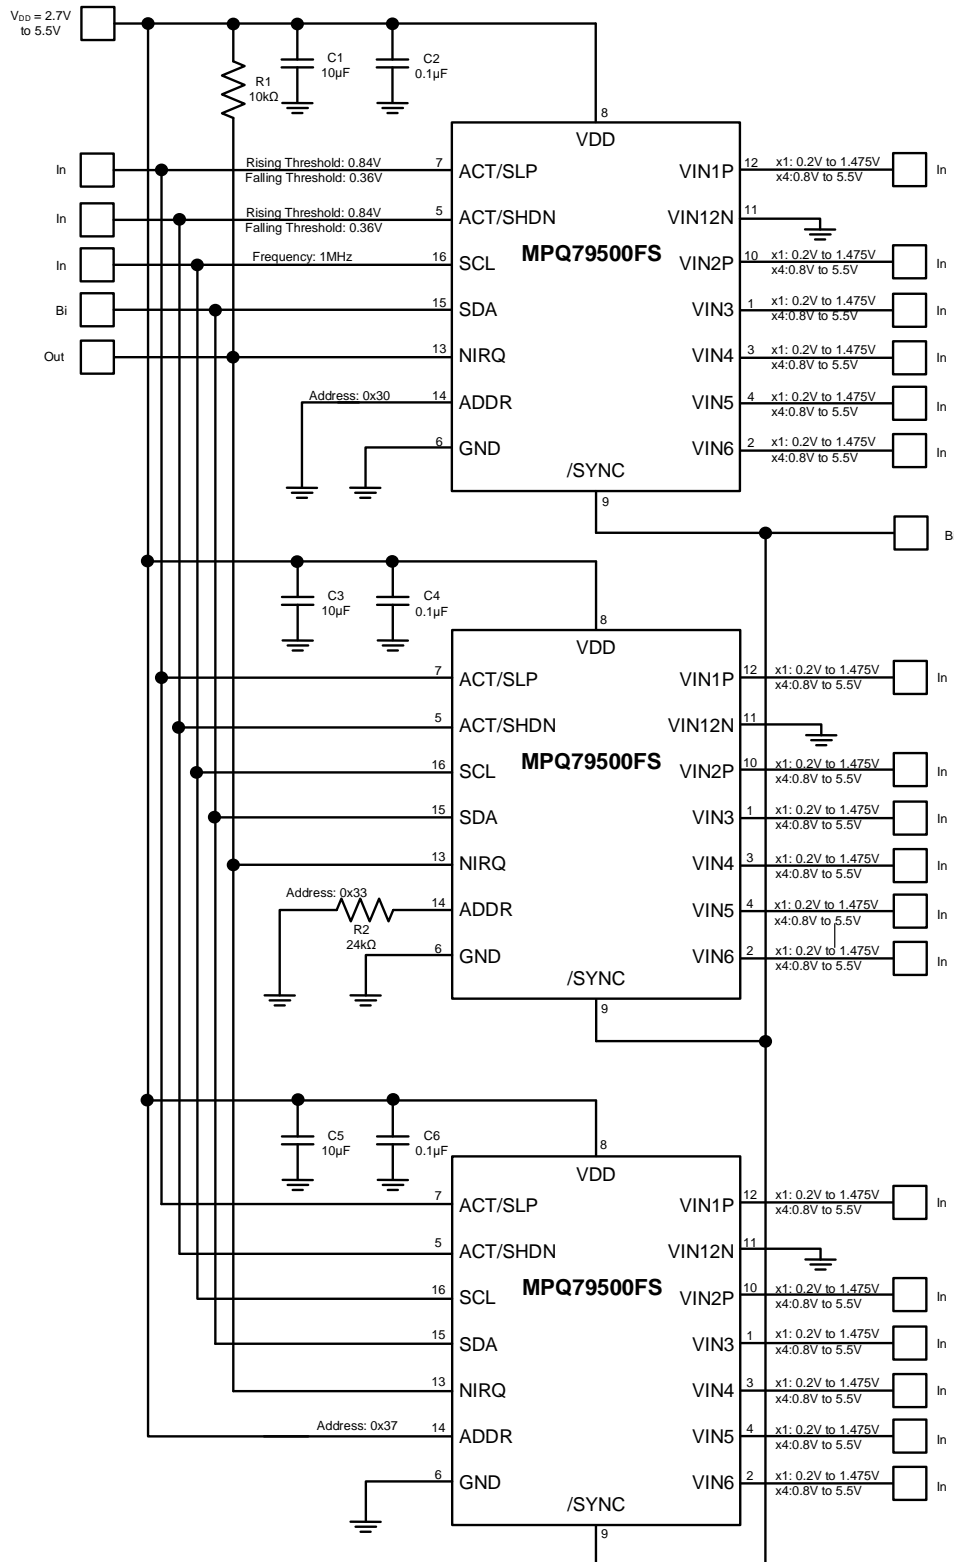 VDD = 2.7V
to 5.5V
C1
10µF
C2
0.1µF
R1
10kΩ
8
VDD
In
Rising Threshold: 0.84V
Falling Threshold: 0.36V
7
ACT/SLP
VIN1P
12
x1: 0.2V to 1.475V
x4:0.8V to 5.5V
In
In
Rising Threshold: 0.84V
Falling Threshold: 0.36V
5
ACT/SHDN
VIN12N
11
MPQ79500FS
In
Frequency: 1MHz
16
SCL
VIN2P
10
x1: 0.2V to 1.475V
x4:0.8V to 5.5V
In
Bi
15
SDA
VIN3
1
x1: 0.2V to 1.475V
x4:0.8V to 5.5V
In
Out
13
NIRQ
VIN4
3
x1: 0.2V to 1.475V
x4:0.8V to 5.5V
In
Address: 0x30
14
ADDR
VIN5
4
x1: 0.2V to 1.475V
x4:0.8V to 5.5V
In
6
GND
VIN6
2
x1: 0.2V to 1.475V
x4:0.8V to 5.5V
In
/SYNC
9
B
C3
10µF
C4
0.1µF
8
VDD
7
ACT/SLP
VIN1P
12
x1: 0.2V to 1.475V
x4:0.8V to 5.5V
In
5
ACT/SHDN
VIN12N
11
MPQ79500FS
16
SCL
VIN2P
10
x1: 0.2V to 1.475V
x4:0.8V to 5.5V
In
15
SDA
VIN3
1
x1: 0.2V to 1.475V
x4:0.8V to 5.5V
In
13
NIRQ
VIN4
3
x1: 0.2V to 1.475V
x4:0.8V to 5.5V
In
Address: 0x33
R2
24kΩ
14
ADDR
VIN5
4
x1: 0.2V to 1.475V
x4:0.8V to 5.5V
In
6
GND
VIN6
2
x1: 0.2V to 1.475V
x4:0.8V to 5.5V
In
/SYNC
9
C5
10µF
C6
0.1µF
8
VDD
7
ACT/SLP
VIN1P
12
x1: 0.2V to 1.475V
x4:0.8V to 5.5V
In
5
ACT/SHDN
VIN12N
11
MPQ79500FS
16
SCL
VIN2P
10
x1: 0.2V to 1.475V
x4:0.8V to 5.5V
In
15
SDA
VIN3
1
x1: 0.2V to 1.475V
x4:0.8V to 5.5V
In
13
NIRQ
VIN4
3
x1: 0.2V to 1.475V
x4:0.8V to 5.5V
In
Address: 0x37
14
ADDR
VIN5
4
x1: 0.2V to 1.475V
x4:0.8V to 5.5V
In
6
GND
VIN6
2
x1: 0.2V to 1.475V
x4:0.8V to 5.5V
In
/SYNC
9